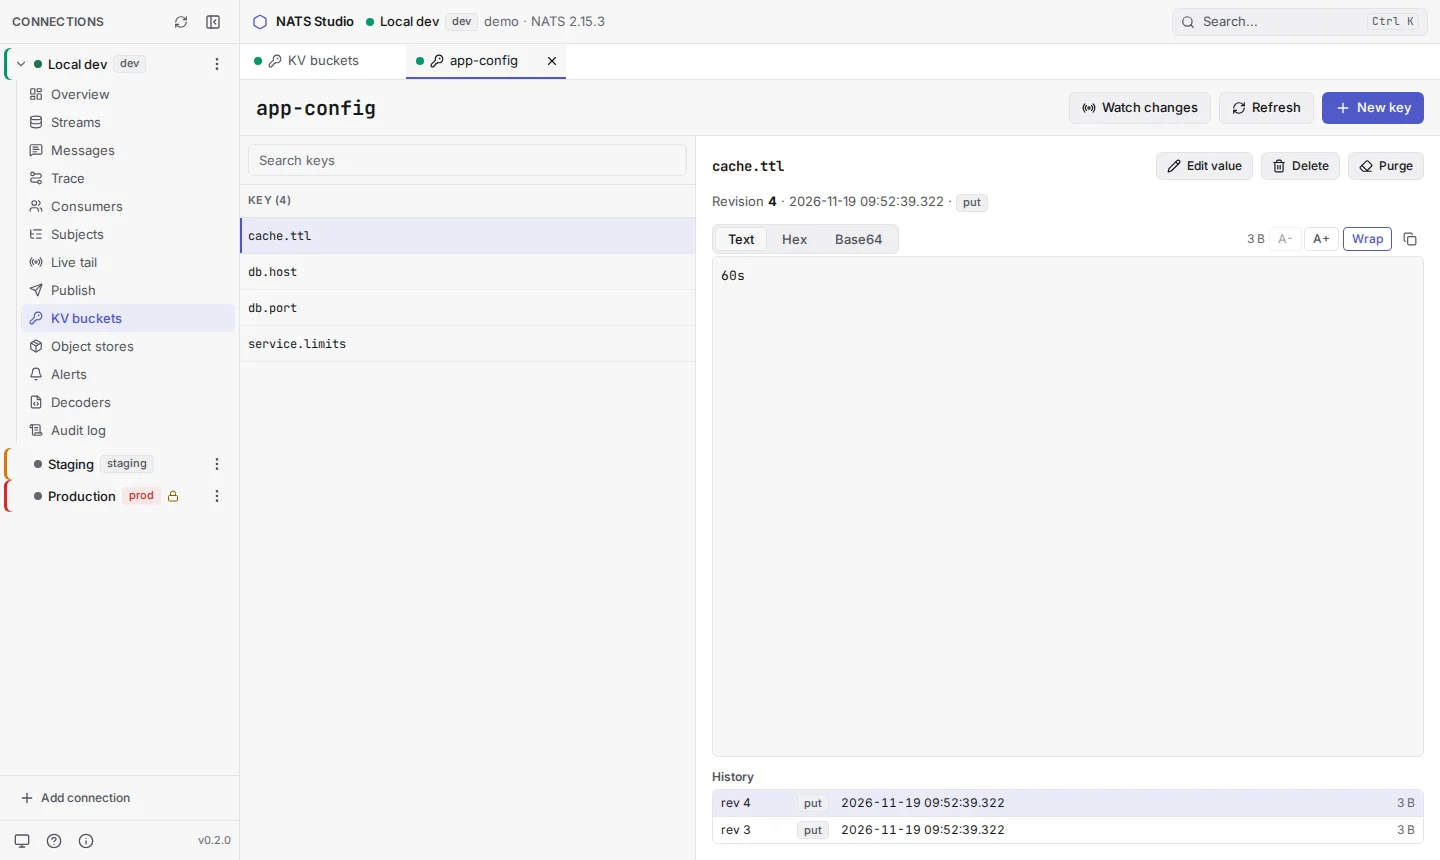 CONNECTIONS
Local dev dev
Overview
Streams
Messages
Trace
Consumers
Subjects
Live tail
Publish
KV buckets
Object stores
Alerts
Decoders
Audit log
Staging staging
Production prod
Add connection
v0.2.0
NATS Studio Local dev dev demo · NATS 2.15.3
Search... Ctrl K
KV buckets
app-config
app-config
Watch changes
Refresh
New key
Search keys
KEY (4)
cache.ttl
db.host
db.port
service.limits
cache.ttl
Edit value
Delete
Purge
Revision 4 · 2026-11-19 09:52:39.322 · put
Text Hex Base64
3 B A- A+ Wrap
60s
History
rev 4 put 2026-11-19 09:52:39.322 3 B
rev 3 put 2026-11-19 09:52:39.322 3 B